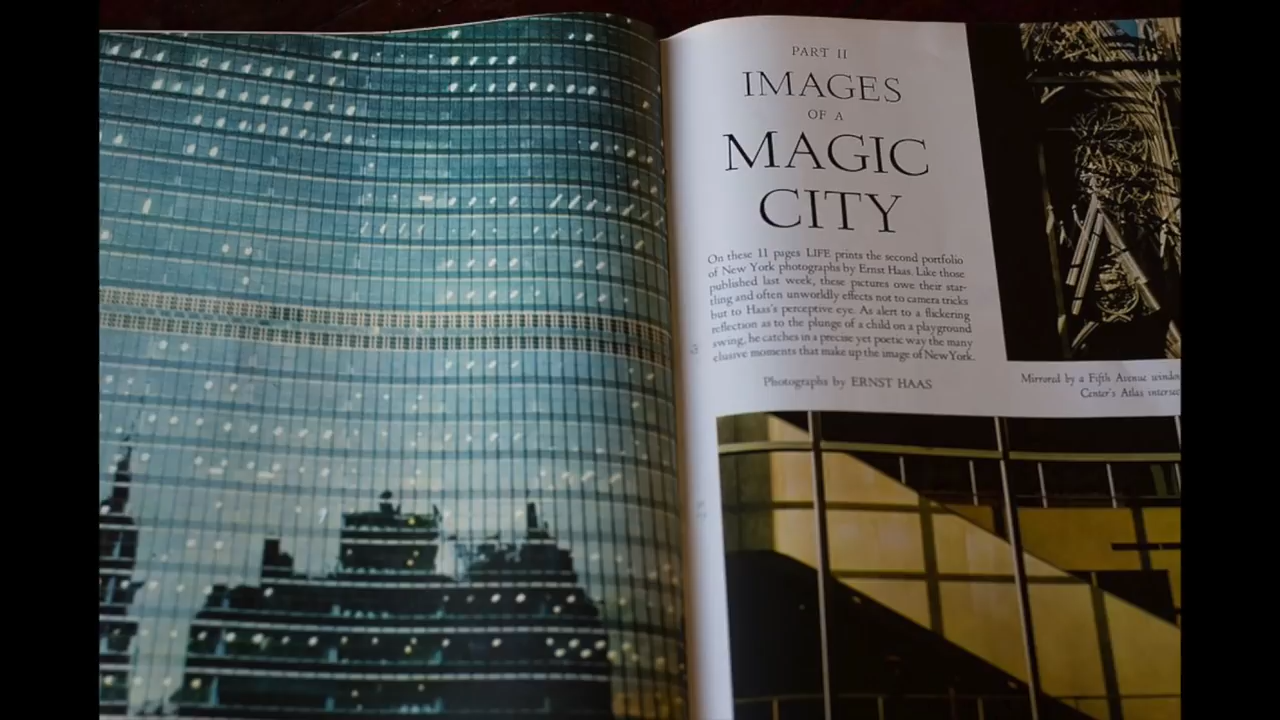 PART II
IMAGES
OF A
MAGIC
CITY
On these 11 pages LIFE prints the second portfolio
of New York photographs by Ernst Haas. Like those
published last week, these pictures owe their star-
tling and often unworldly effects not to camera tricks
but to Haas's perceptive eye. As alert to a flickering
reflection as to the plunge of a child on a playground
swing, he catches in a precise yet poetic way the many
elusive moments that make up the image of New York.
Photographs by ERNST HAAS
Mirrored by a Fifth Avenue
Center's Atlas